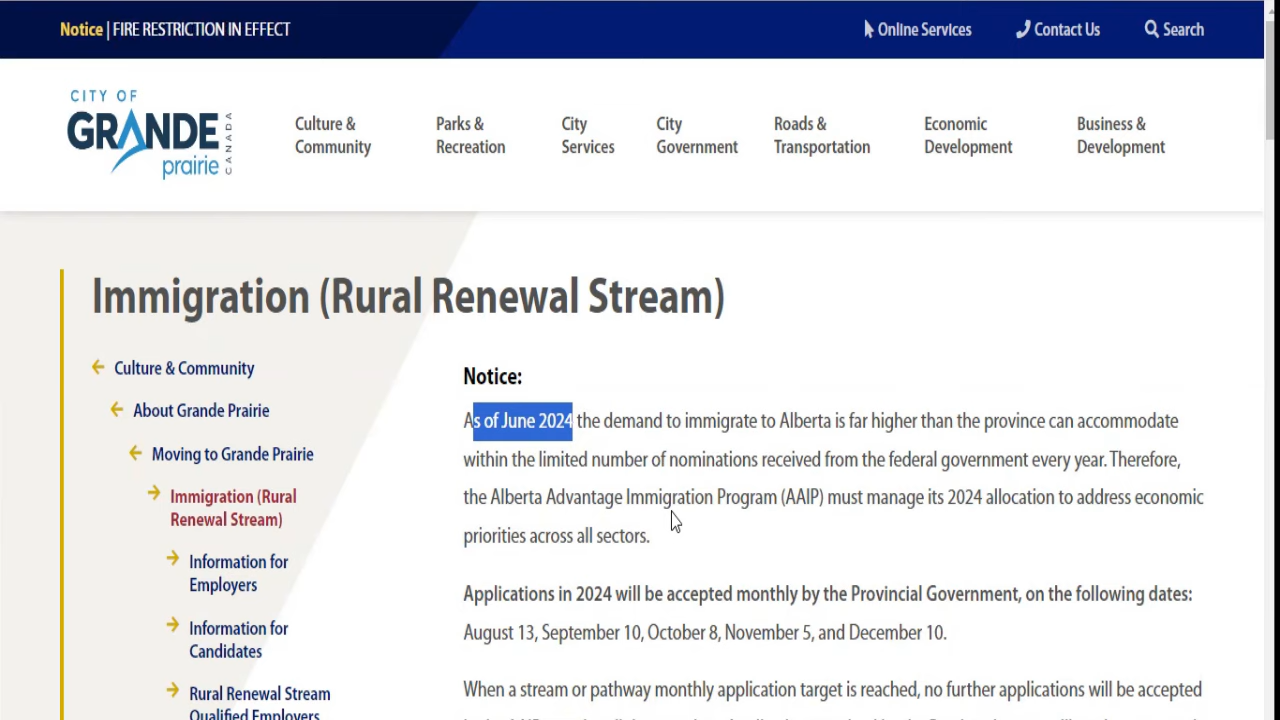 Notice | FIRE RESTRICTION IN EFFECT
Online Services
Contact Us
Search
CITY OF
GRANDE
prairie
CANADA
Culture &
Community
Parks &
Recreation
City
Services
City
Government
Roads &
Transportation
Economic
Development
Business &
Development
Immigration (Rural Renewal Stream)
Culture & Community
About Grande Prairie
Moving to Grande Prairie
Immigration (Rural
Renewal Stream)
Information for
Employers
Information for
Candidates
Rural Renewal Stream
Qualified Employers
Notice:
As of June 2024 the demand to immigrate to Alberta is far higher than the province can accommodate
within the limited number of nominations received from the federal government every year. Therefore,
the Alberta Advantage Immigration Program (AAIP) must manage its 2024 allocation to address economic
priorities across all sectors.
Applications in 2024 will be accepted monthly by the Provincial Government, on the following dates:
August 13, September 10, October 8, November 5, and December 10.
When a stream or pathway monthly application target is reached, no further applications will be accepted